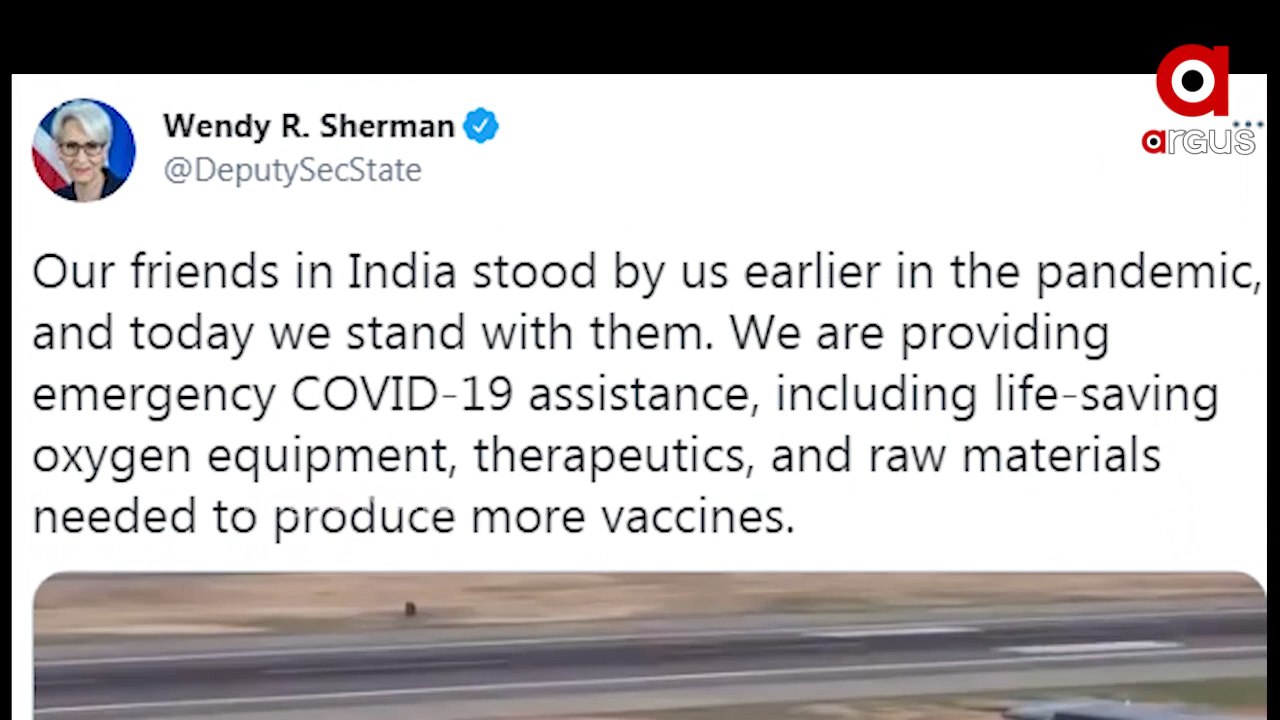 argus
Wendy R. Sherman
@DeputySecState
Our friends in India stood by us earlier in the pandemic,
and today we stand with them. We are providing
emergency COVID-19 assistance, including life-saving
oxygen equipment, therapeutics, and raw materials
needed to produce more vaccines.